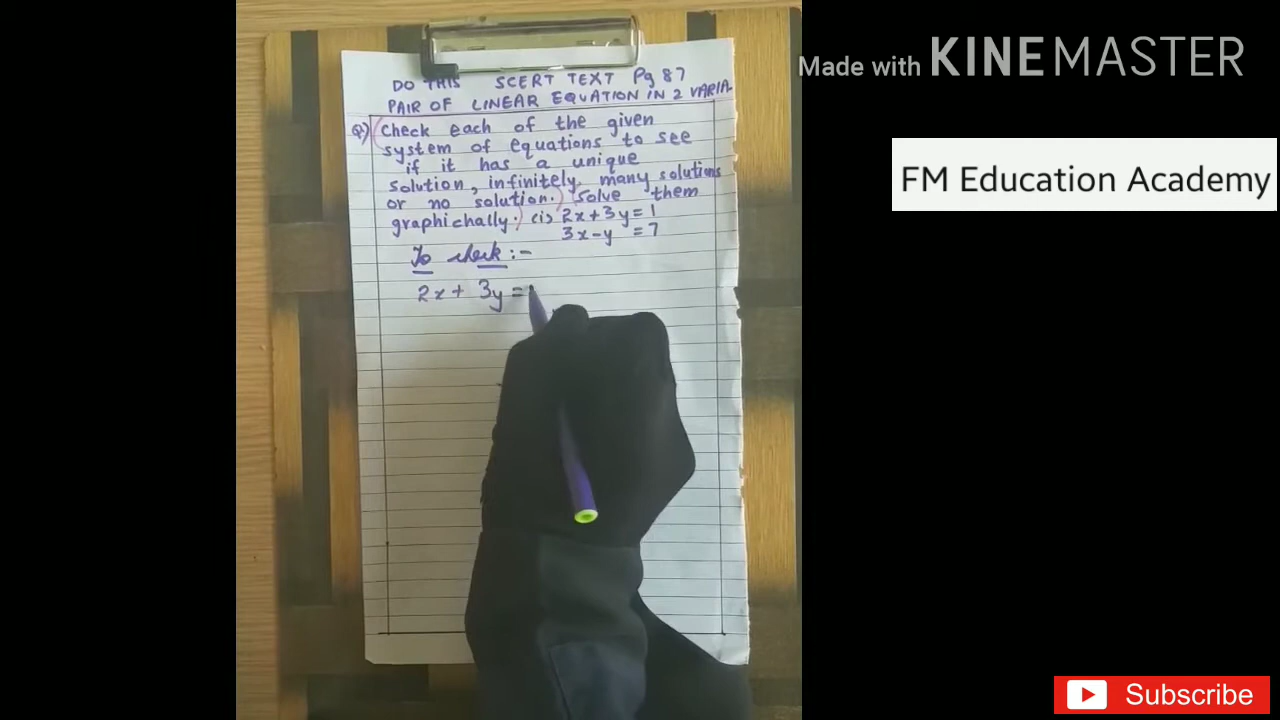 Made with KINEMASTER
FM Education Academy
DO THIS SCERT TEXT Pg 87
PAIR OF LINEAR EQUATION IN 2 VARIA-
Q) (Check each of the given
system of equations to see
if it has a unique
solution, infinitely many solutions
or no solution.) (Solve them
graphichally.) (i) 2x+3y=1
3x-y =7
To check:-
2x+ 3y =
Subscribe